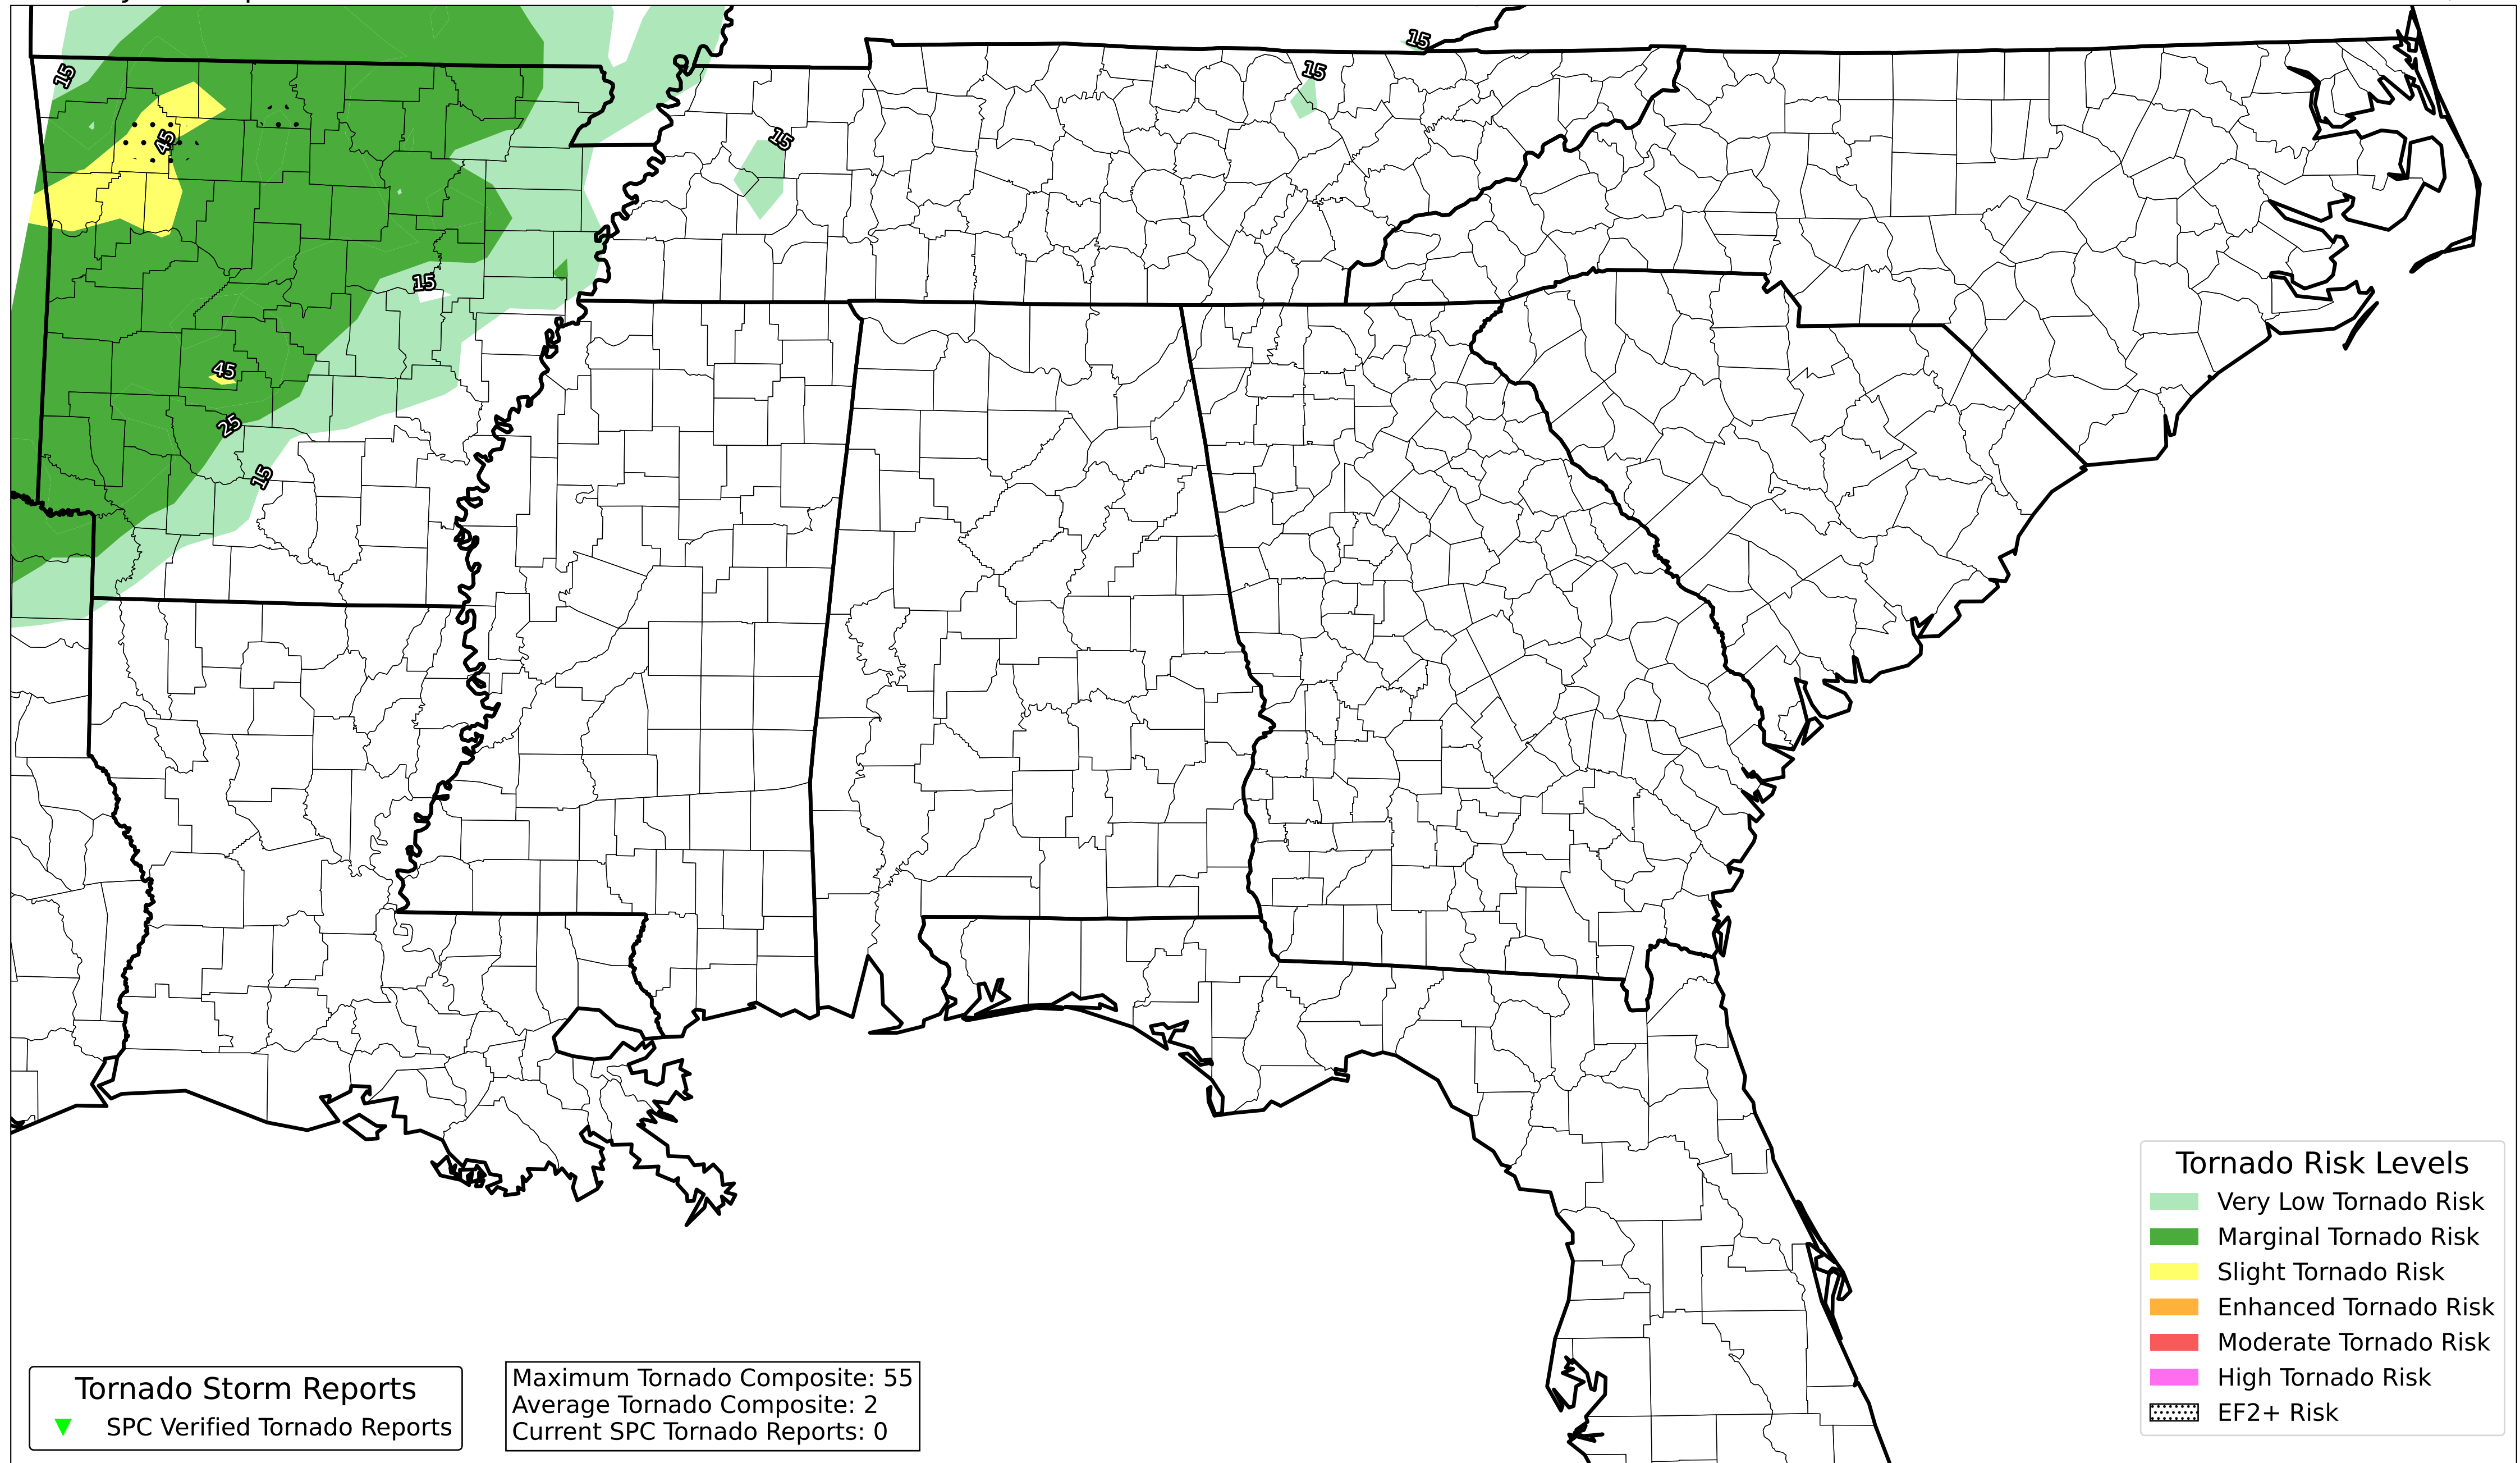 15
15
15
45
15
15
45
25
15
Tornado Risk Levels
Very Low Tornado Risk
Marginal Tornado Risk
Slight Tornado Risk
Enhanced Tornado Risk
Moderate Tornado Risk
High Tornado Risk
EF2+ Risk
Tornado Storm Reports
SPC Verified Tornado Reports
Maximum Tornado Composite: 55
Average Tornado Composite: 2
Current SPC Tornado Reports: 0